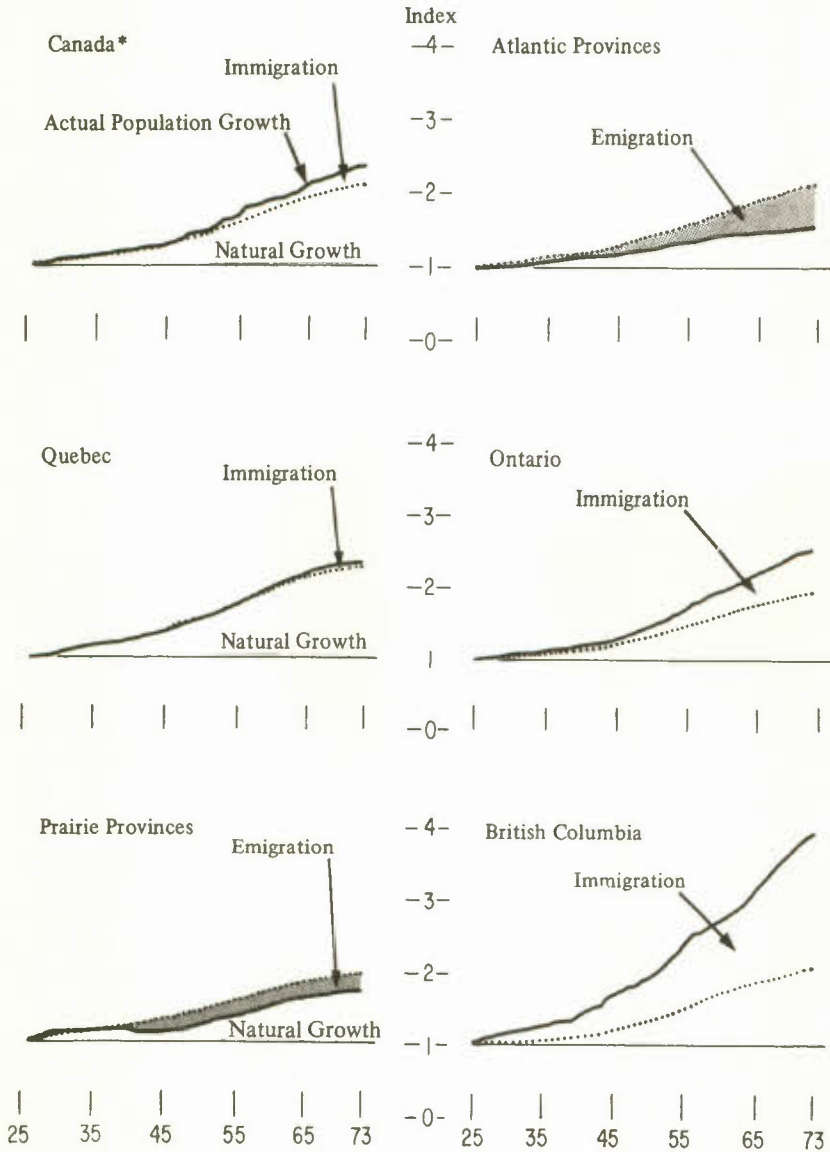 Index
Canada*
-4-
Atlantic Provinces
Immigration
Actual Population Growth
-3-
Emigration
-2-
Natural Growth
-1-
-0-
Quebec
-4-
Ontario
Immigration
-3-
Immigration
-2-
Natural Growth
1
-0-
Prairie Provinces
-4-
British Columbia
Emigration
-3-
Immigration
-2-
Natural Growth
-1-
-0-
25 35 45 55 65 73
25 35 45 55 65 73